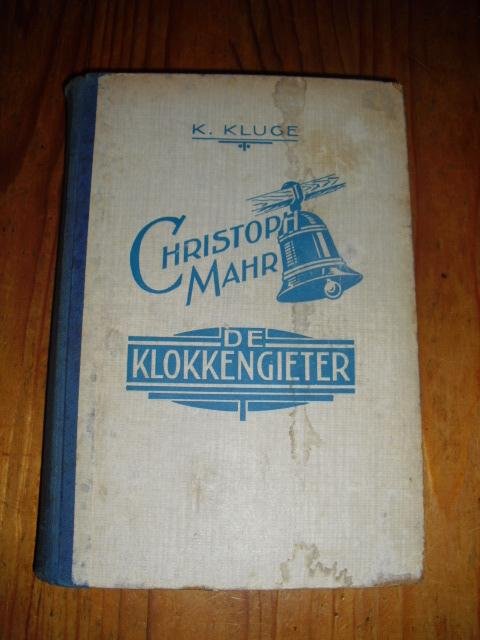 K. KLUGE
CHRISTOPH
MAHR
DE
KLOKKENGIETER